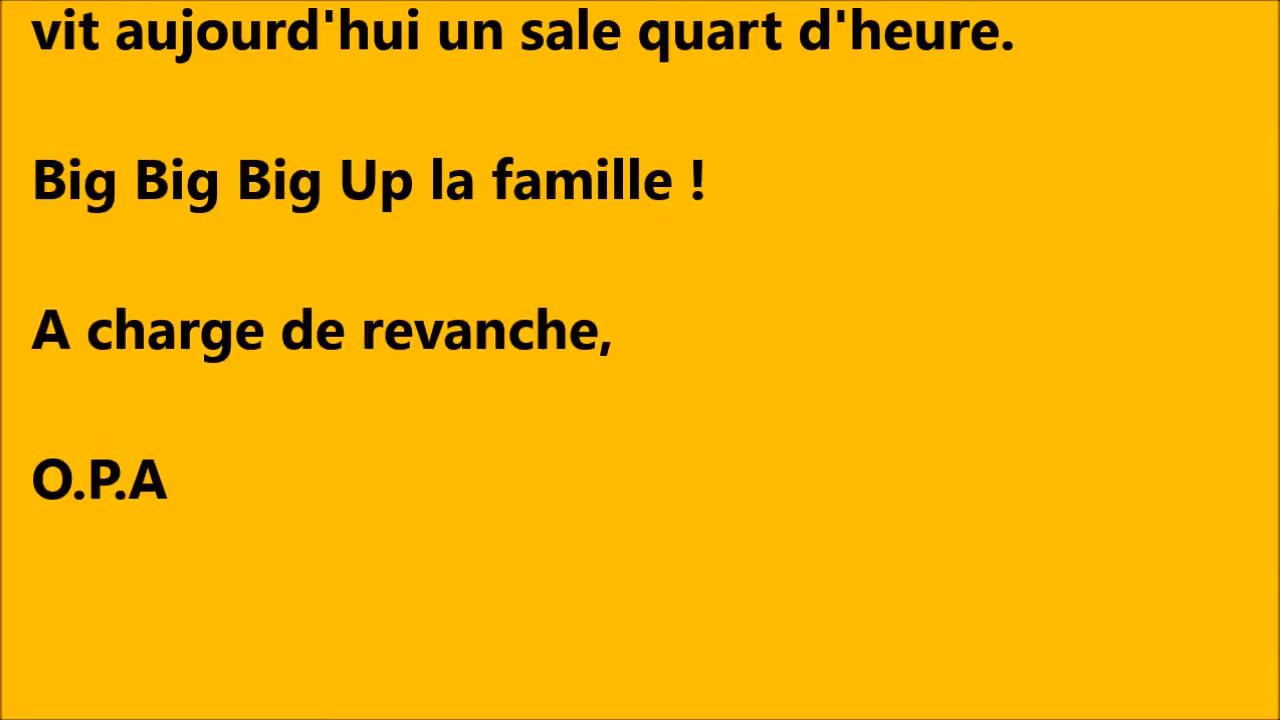 vit aujourd'hui un sale quart d'heure.
Big Big Big Up la famille !
A charge de revanche,
O.P.A